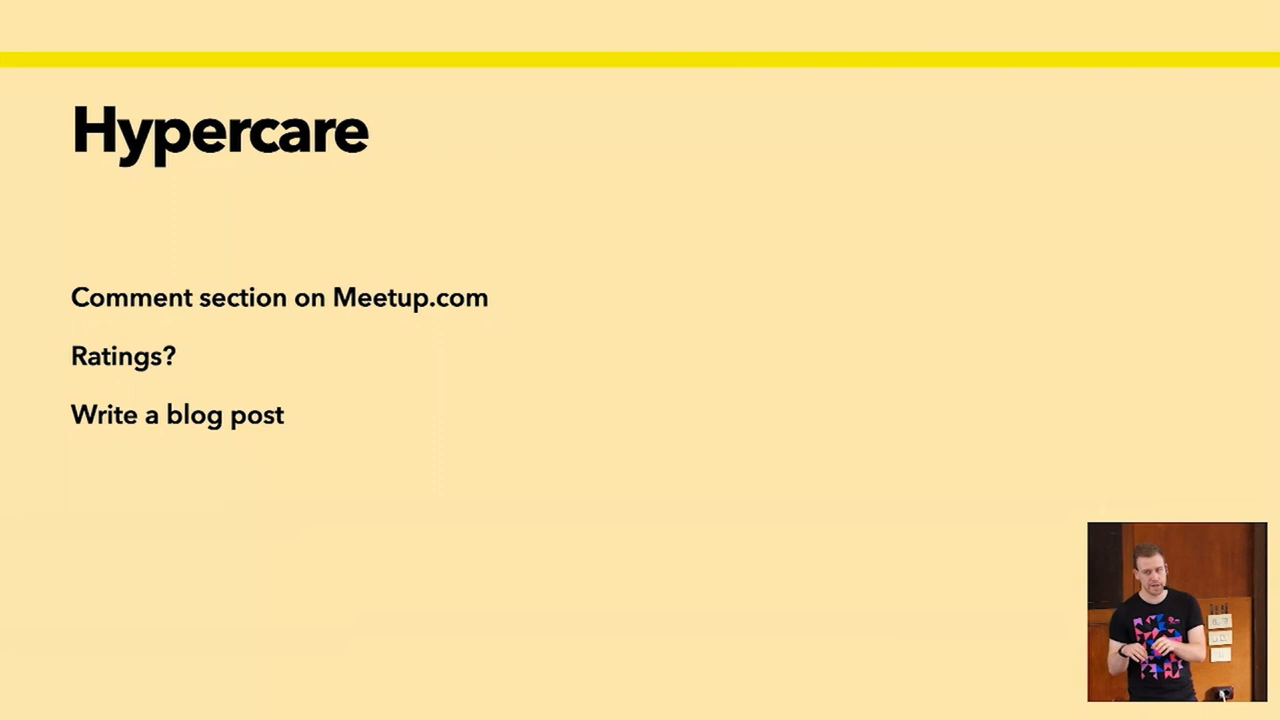 Hypercare
Comment section on Meetup.com
Ratings?
Write a blog post